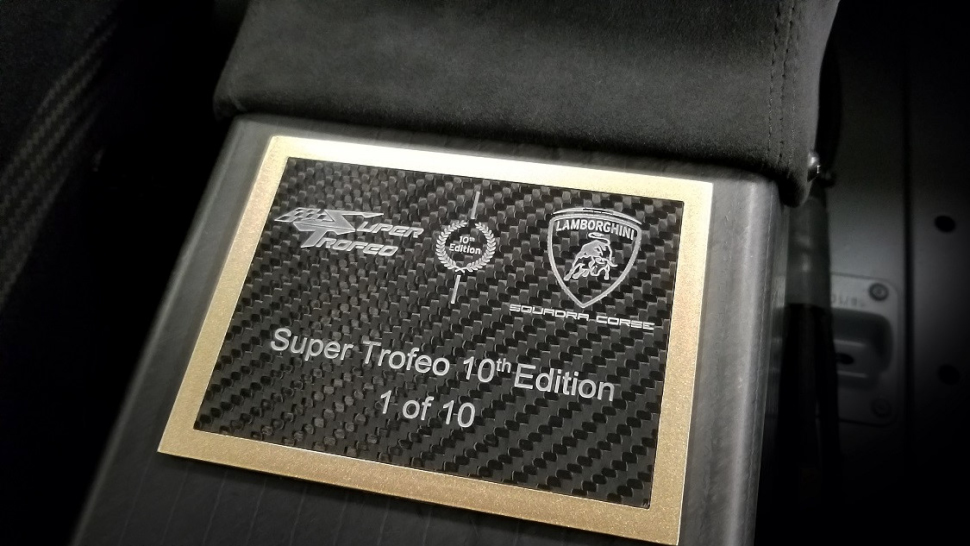 SUPER
TROFEO
10th
Edition
LAMBORGHINI
SQUADRA CORSE
Super Trofeo 10th Edition
1 of 10